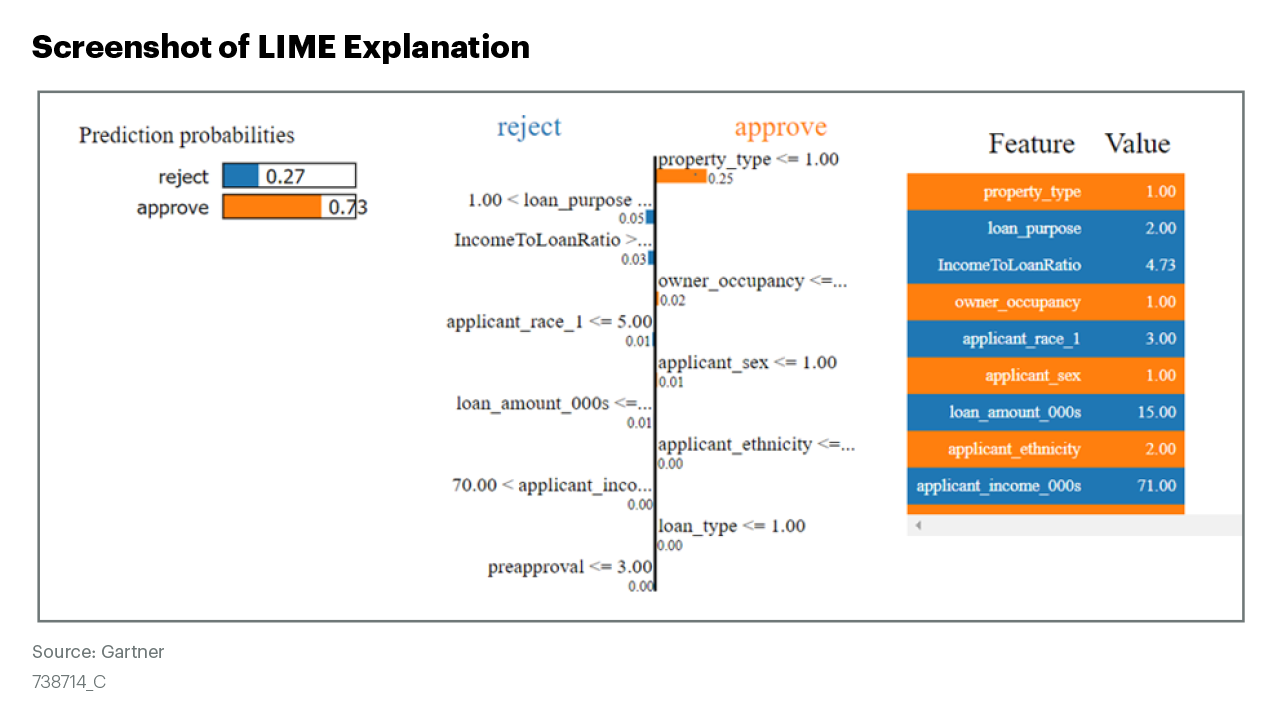 Screenshot of LIME Explanation
Prediction probabilities
reject 0.27
approve 0.73
reject approve
property_type <= 1.00
0.25
1.00 < loan_purpose ...
0.05
IncomeToLoanRatio >...
0.03
owner_occupancy <=...
0.02
applicant_race_1 <= 5.00
0.01
applicant_sex <= 1.00
0.01
loan_amount_000s <=...
0.01
applicant_ethnicity <=...
0.00
70.00 < applicant_inco...
0.00
loan_type <= 1.00
0.00
preapproval <= 3.00
0.00
Feature Value
property_type 1.00
loan_purpose 2.00
IncomeToLoanRatio 4.73
owner_occupancy 1.00
applicant_race_1 3.00
applicant_sex 1.00
loan_amount_000s 15.00
applicant_ethnicity 2.00
applicant_income_000s 71.00
Source: Gartner
738714_C